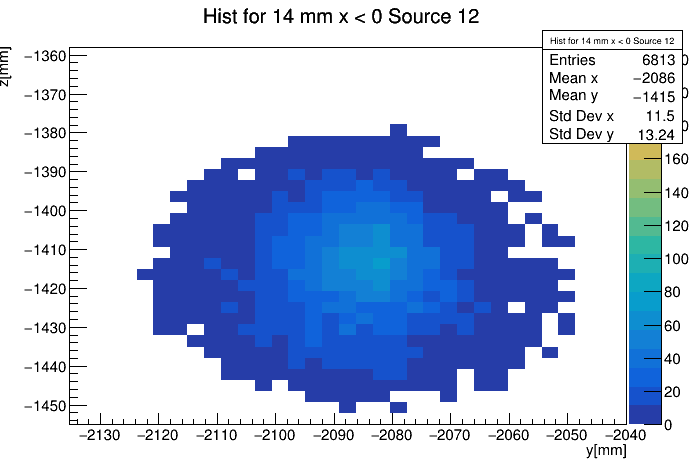 Hist for 14 mm x < 0 Source 12
Hist for 14 mm x < 0 Source 12
Entries 6813
Mean x −2086
Mean y −1415
Std Dev x 11.5
Std Dev y 13.24
z[mm]
−1360
−1370
−1380
−1390
−1400
−1410
−1420
−1430
−1440
−1450
160
140
120
100
80
60
40
20
0
−2130 −2120 −2110 −2100 −2090 −2080 −2070 −2060 −2050 −2040
y[mm]